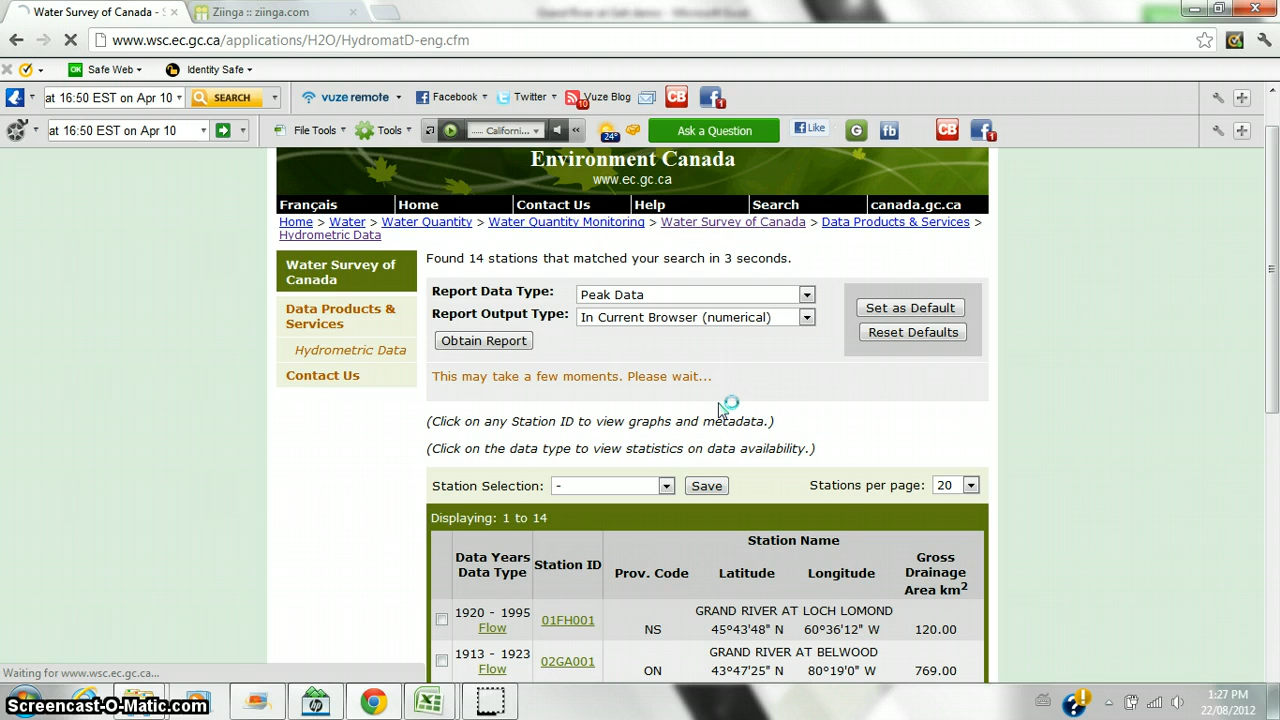 Water Survey of Canada - S
Ziinga :: ziinga.com
www.wsc.ec.gc.ca/applications/H2O/HydromatD-eng.cfm
Safe Web
Identity Safe
at 16:50 EST on Apr 10
SEARCH
vuze remote
Facebook
Twitter
10
Vuze Blog
CB
1
at 16:50 EST on Apr 10
File Tools
Tools
..... Californi...
24°
Ask a Question
Like
G
fb
CB
1
Environment Canada
www.ec.gc.ca
Français
Home
Contact Us
Help
Search
canada.gc.ca
Home > Water > Water Quantity > Water Quantity Monitoring > Water Survey of Canada > Data Products & Services >
Hydrometric Data
Water Survey of
Canada
Data Products &
Services
Hydrometric Data
Contact Us
Found 14 stations that matched your search in 3 seconds.
Report Data Type: Peak Data
Report Output Type: In Current Browser (numerical)
Obtain Report
Set as Default
Reset Defaults
This may take a few moments. Please wait...
(Click on any Station ID to view graphs and metadata.)
(Click on the data type to view statistics on data availability.)
Station Selection: - Save Stations per page: 20
Displaying: 1 to 14
Data Years
Data Type
Station ID
Station Name
Prov. Code Latitude Longitude
Gross
Drainage
Area km2
1920 - 1995
Flow
01FH001
GRAND RIVER AT LOCH LOMOND
NS 45°43'48" N 60°36'12" W 120.00
1913 - 1923
Flow
02GA001
GRAND RIVER AT BELWOOD
ON 43°47'25" N 80°19'0" W 769.00
Waiting for www.wsc.ec.gc.ca...
Screencast-O-Matic.com
1:27 PM
22/08/2012